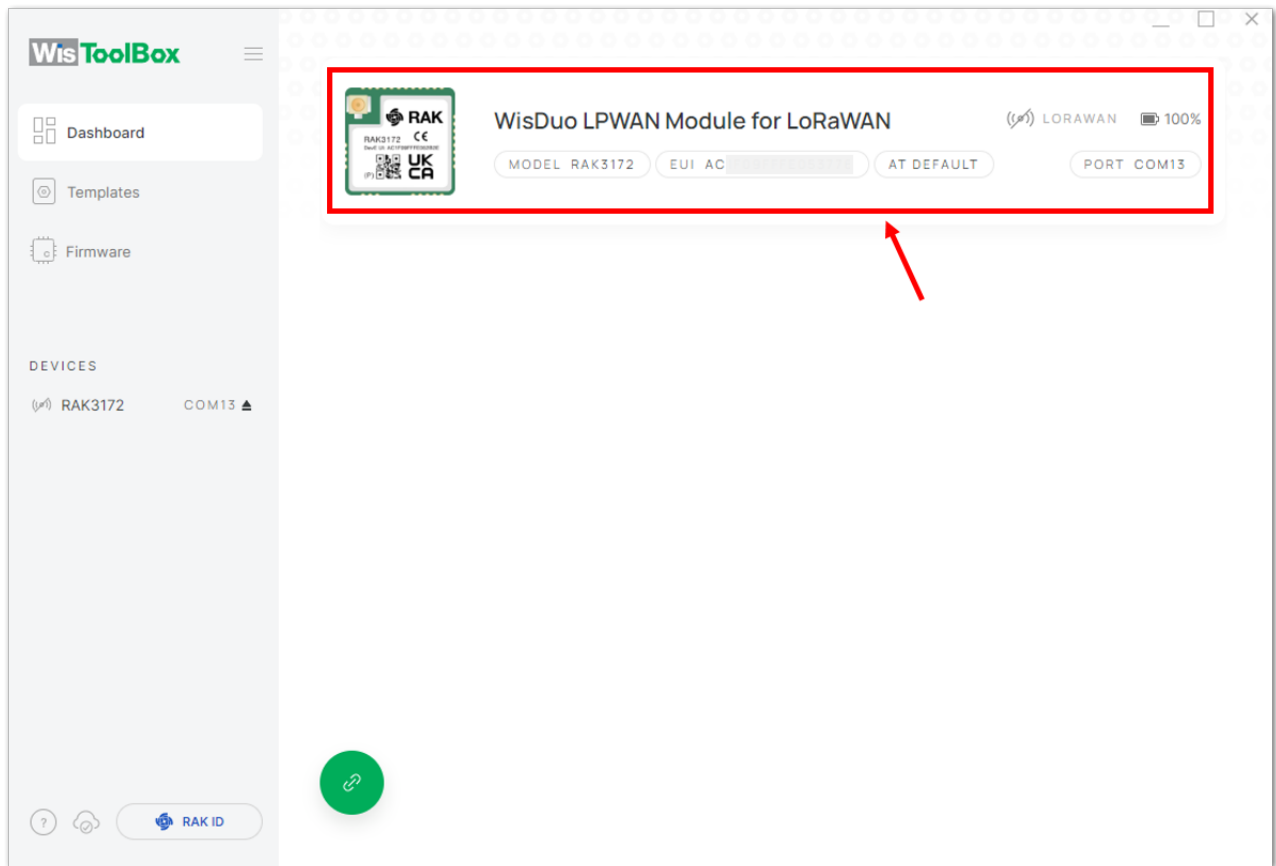 WisToolBox
Dashboard
Templates
Firmware
DEVICES
RAK3172 COM13
RAK ID
RAK
RAK3172 CE
UK
CA
(P)
WisDuo LPWAN Module for LoRaWAN
LORAWAN 100%
MODEL RAK3172 EUI AC AT DEFAULT PORT COM13